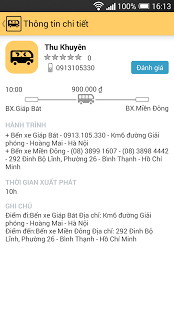 16:13
Thông tin chi tiết
Thu Khuyên
0
0913105330
Đánh giá
10:00
900.000 ₫
BX.Giáp Bát
BX.Miền Đông
HÀNH TRÌNH
+ Bến xe Giáp Bát - 0913.105.330 - Km6 đường Giải
phóng - Hoàng Mai - Hà Nội
+ Bến xe Miền Đông - (08) 3899 1607 - (08) 3898 4442
- 292 Đinh Bộ Lĩnh, Phường 26 - Bình Thạnh - Hồ Chí
Minh
THỜI GIAN XUẤT PHÁT
10h
GHI CHÚ
Điểm đi:Bến xe Giáp Bát Địa chỉ: Km6 đường Giải
phóng - Hoàng Mai - Hà Nội
Điểm đến:Bến xe Miền Đông Địa chỉ: 292 Đinh Bộ
Lĩnh, Phường 26 - Bình Thạnh - Hồ Chí Minh